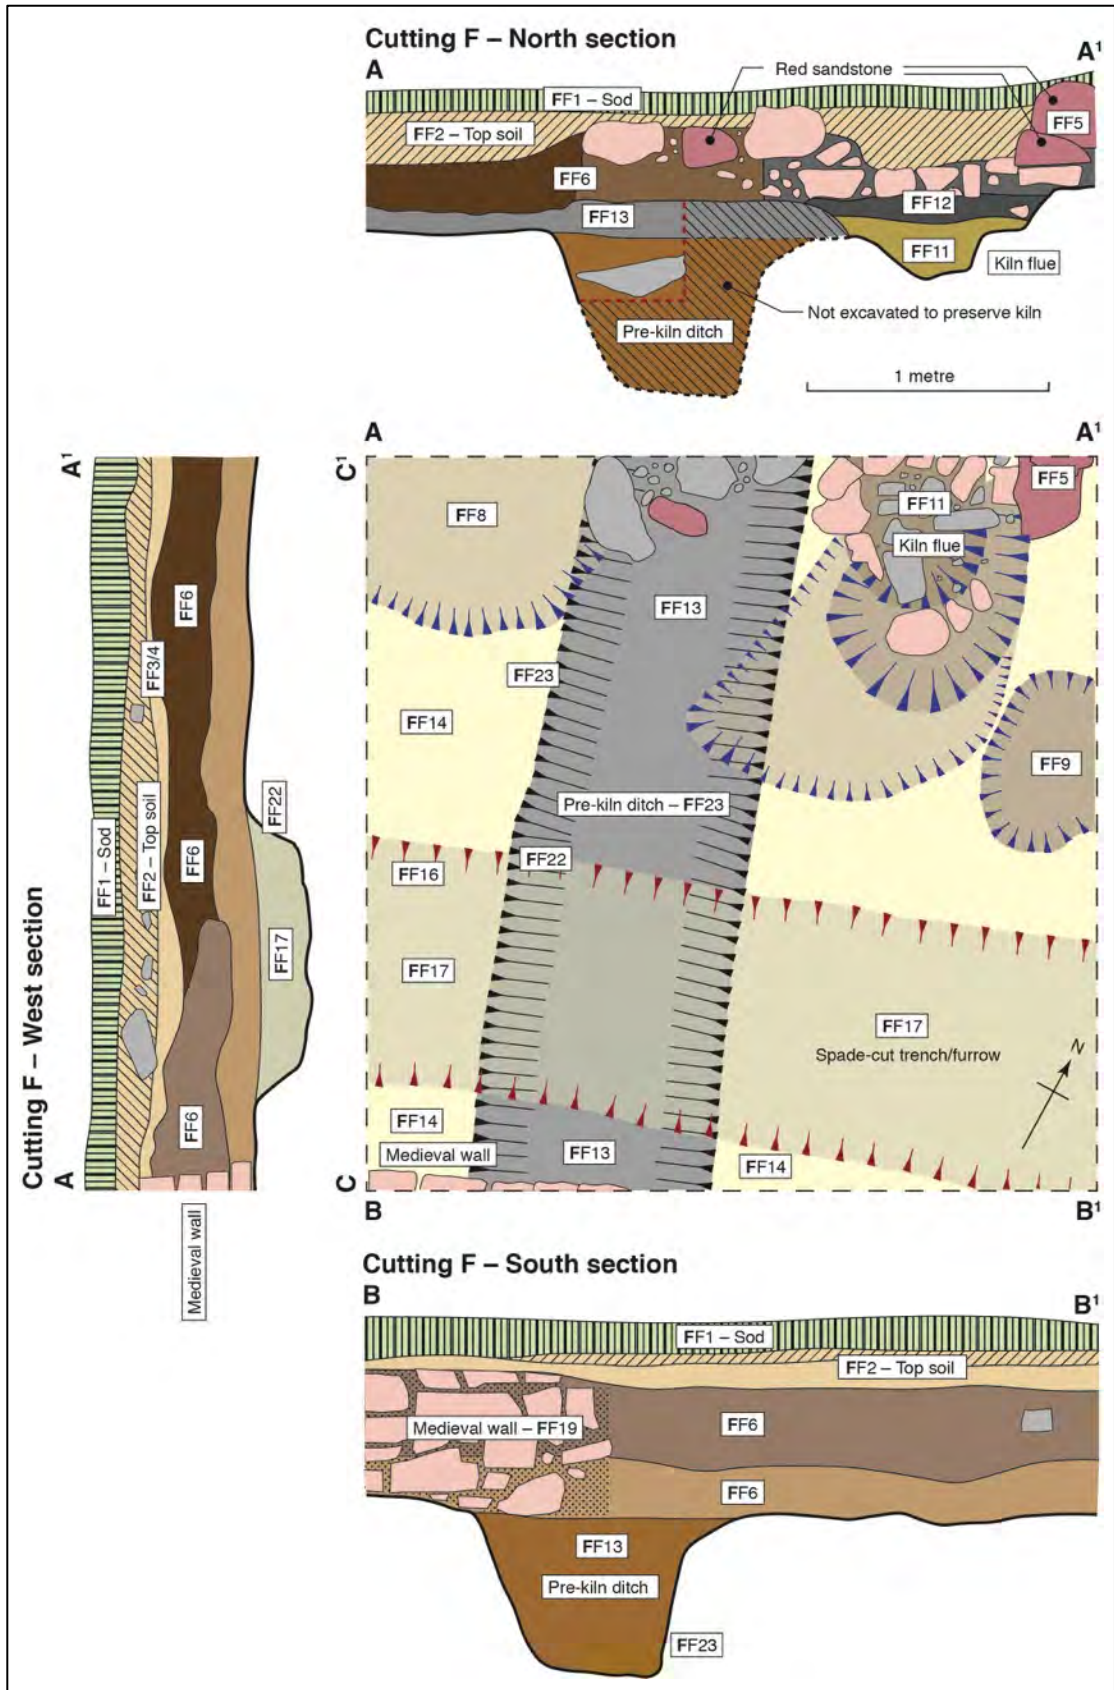 Cutting F – North section
A
A¹
Red sandstone
FF1 – Sod
FF2 – Top soil
FF5
FF6
FF13
FF12
FF11
Kiln flue
Not excavated to preserve kiln
Pre-kiln ditch
1 metre
Cutting F – West section
A
A¹
FF6
FF3/4
FF22
FF1 – Sod
FF2 – Top soil
FF6
FF17
FF6
Medieval wall
A
A¹
C¹
FF8
FF11
FF5
Kiln flue
FF13
FF23
FF14
FF9
Pre-kiln ditch – FF23
FF22
FF16
FF17
FF17
Spade-cut trench/furrow
N
FF14
Medieval wall
FF13
FF14
C
B
B¹
Cutting F – South section
B
B¹
FF1 – Sod
FF2 – Top soil
Medieval wall – FF19
FF6
FF6
FF13
Pre-kiln ditch
FF23